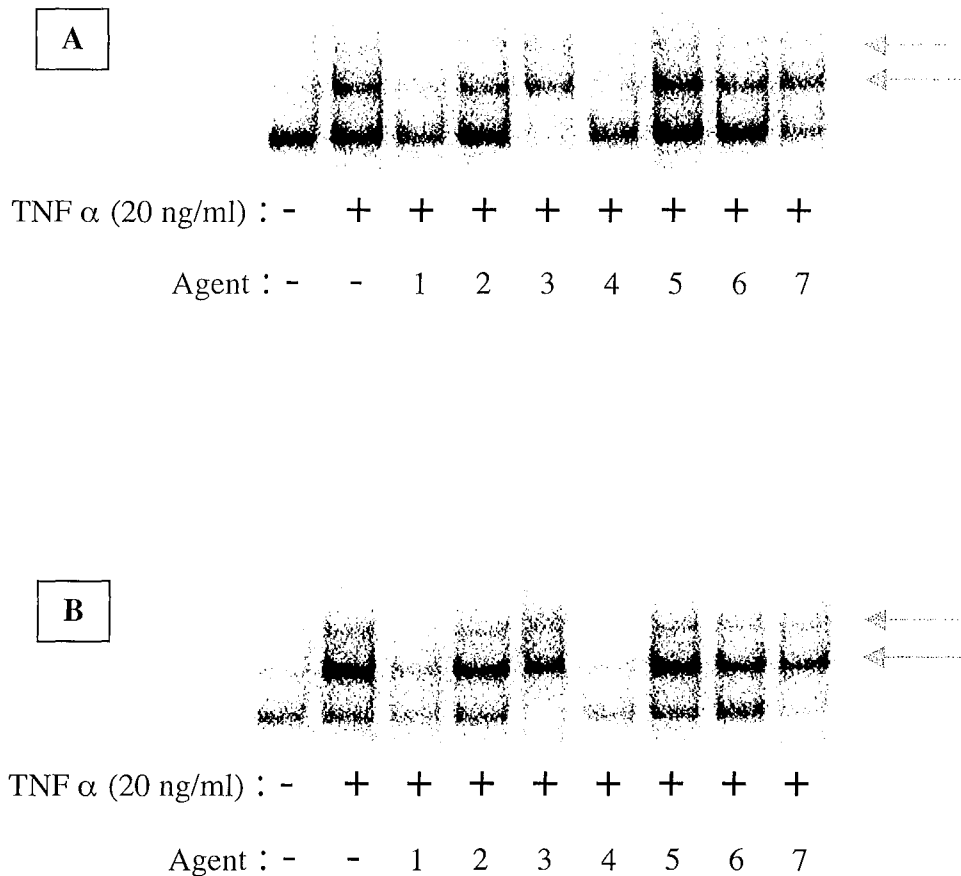 A
TNF α (20 ng/ml) : - + + + + + + + +
Agent : - - 1 2 3 4 5 6 7
B
TNF α (20 ng/ml) : - + + + + + + + +
Agent : - - 1 2 3 4 5 6 7